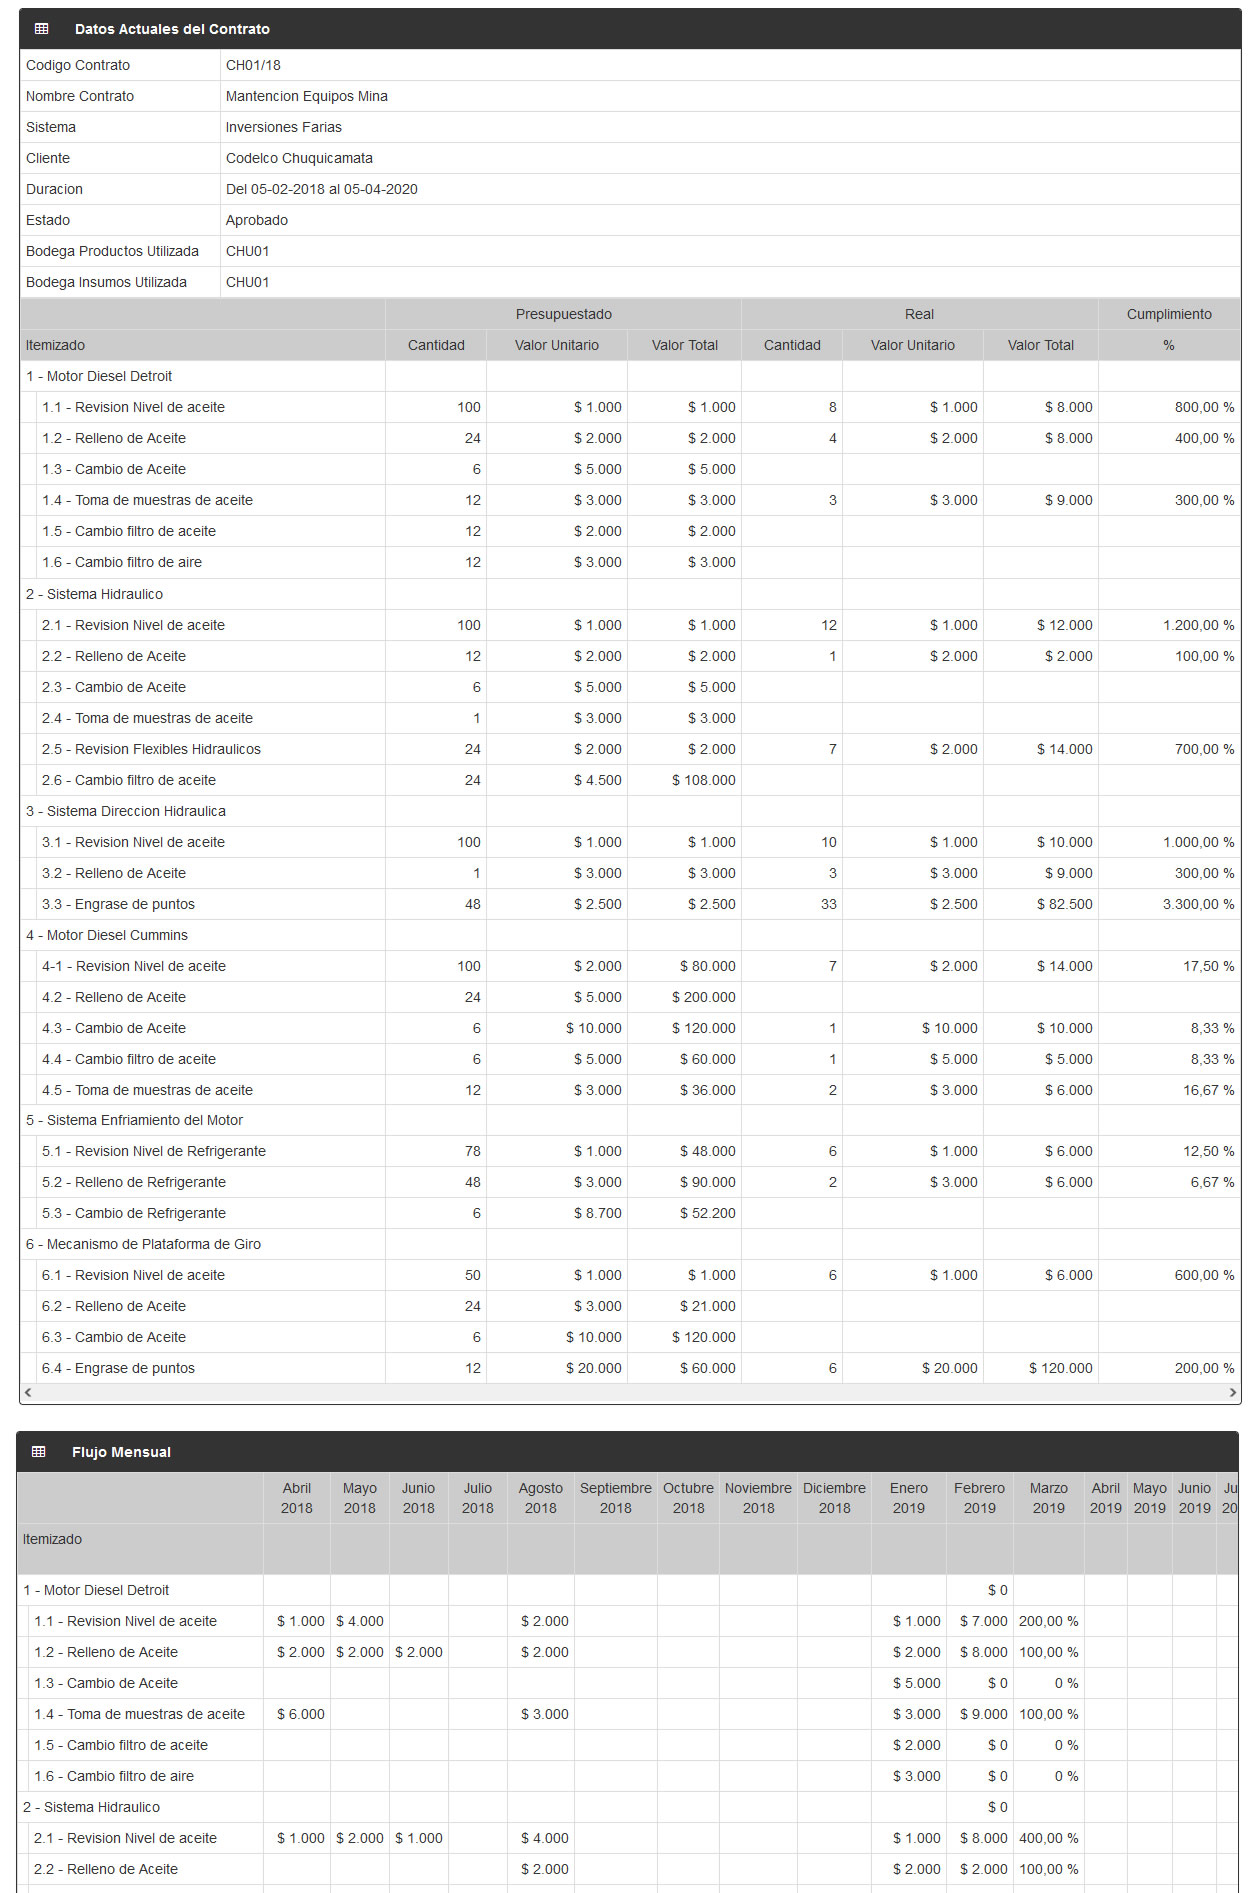 Datos Actuales del Contrato
Codigo Contrato CH01/18
Nombre Contrato Mantencion Equipos Mina
Sistema Inversiones Farias
Cliente Codelco Chuquicamata
Duracion Del 05-02-2018 al 05-04-2020
Estado Aprobado
Bodega Productos Utilizada CHU01
Bodega Insumos Utilizada CHU01
Presupuestado Real Cumplimiento
Itemizado Cantidad Valor Unitario Valor Total Cantidad Valor Unitario Valor Total %
1 - Motor Diesel Detroit
1.1 - Revision Nivel de aceite 100 $ 1.000 $ 1.000 8 $ 1.000 $ 8.000 800,00 %
1.2 - Relleno de Aceite 24 $ 2.000 $ 2.000 4 $ 2.000 $ 8.000 400,00 %
1.3 - Cambio de Aceite 6 $ 5.000 $ 5.000
1.4 - Toma de muestras de aceite 12 $ 3.000 $ 3.000 3 $ 3.000 $ 9.000 300,00 %
1.5 - Cambio filtro de aceite 12 $ 2.000 $ 2.000
1.6 - Cambio filtro de aire 12 $ 3.000 $ 3.000
2 - Sistema Hidraulico
2.1 - Revision Nivel de aceite 100 $ 1.000 $ 1.000 12 $ 1.000 $ 12.000 1.200,00 %
2.2 - Relleno de Aceite 12 $ 2.000 $ 2.000 1 $ 2.000 $ 2.000 100,00 %
2.3 - Cambio de Aceite 6 $ 5.000 $ 5.000
2.4 - Toma de muestras de aceite 1 $ 3.000 $ 3.000
2.5 - Revision Flexibles Hidraulicos 24 $ 2.000 $ 2.000 7 $ 2.000 $ 14.000 700,00 %
2.6 - Cambio filtro de aceite 24 $ 4.500 $ 108.000
3 - Sistema Direccion Hidraulica
3.1 - Revision Nivel de aceite 100 $ 1.000 $ 1.000 10 $ 1.000 $ 10.000 1.000,00 %
3.2 - Relleno de Aceite 1 $ 3.000 $ 3.000 3 $ 3.000 $ 9.000 300,00 %
3.3 - Engrase de puntos 48 $ 2.500 $ 2.500 33 $ 2.500 $ 82.500 3.300,00 %
4 - Motor Diesel Cummins
4-1 - Revision Nivel de aceite 100 $ 2.000 $ 80.000 7 $ 2.000 $ 14.000 17,50 %
4.2 - Relleno de Aceite 24 $ 5.000 $ 200.000
4.3 - Cambio de Aceite 6 $ 10.000 $ 120.000 1 $ 10.000 $ 10.000 8,33 %
4.4 - Cambio filtro de aceite 6 $ 5.000 $ 60.000 1 $ 5.000 $ 5.000 8,33 %
4.5 - Toma de muestras de aceite 12 $ 3.000 $ 36.000 2 $ 3.000 $ 6.000 16,67 %
5 - Sistema Enfriamiento del Motor
5.1 - Revision Nivel de Refrigerante 78 $ 1.000 $ 48.000 6 $ 1.000 $ 6.000 12,50 %
5.2 - Relleno de Refrigerante 48 $ 3.000 $ 90.000 2 $ 3.000 $ 6.000 6,67 %
5.3 - Cambio de Refrigerante 6 $ 8.700 $ 52.200
6 - Mecanismo de Plataforma de Giro
6.1 - Revision Nivel de aceite 50 $ 1.000 $ 1.000 6 $ 1.000 $ 6.000 600,00 %
6.2 - Relleno de Aceite 24 $ 3.000 $ 21.000
6.3 - Cambio de Aceite 6 $ 10.000 $ 120.000
6.4 - Engrase de puntos 12 $ 20.000 $ 60.000 6 $ 20.000 $ 120.000 200,00 %
Flujo Mensual
Abril Mayo Junio Julio Agosto Septiembre Octubre Noviembre Diciembre Enero Febrero Marzo Abril Mayo Junio Ju
2018 2018 2018 2018 2018 2018 2018 2018 2018 2019 2019 2019 2019 2019 2019 20
Itemizado
1 - Motor Diesel Detroit $ 0
1.1 - Revision Nivel de aceite $ 1.000 $ 4.000 $ 2.000 $ 1.000 $ 7.000 200,00 %
1.2 - Relleno de Aceite $ 2.000 $ 2.000 $ 2.000 $ 2.000 $ 2.000 $ 8.000 100,00 %
1.3 - Cambio de Aceite $ 5.000 $ 0 0 %
1.4 - Toma de muestras de aceite $ 6.000 $ 3.000 $ 3.000 $ 9.000 100,00 %
1.5 - Cambio filtro de aceite $ 2.000 $ 0 0 %
1.6 - Cambio filtro de aire $ 3.000 $ 0 0 %
2 - Sistema Hidraulico $ 0
2.1 - Revision Nivel de aceite $ 1.000 $ 2.000 $ 1.000 $ 4.000 $ 1.000 $ 8.000 400,00 %
2.2 - Relleno de Aceite $ 2.000 $ 2.000 $ 2.000 100,00 %